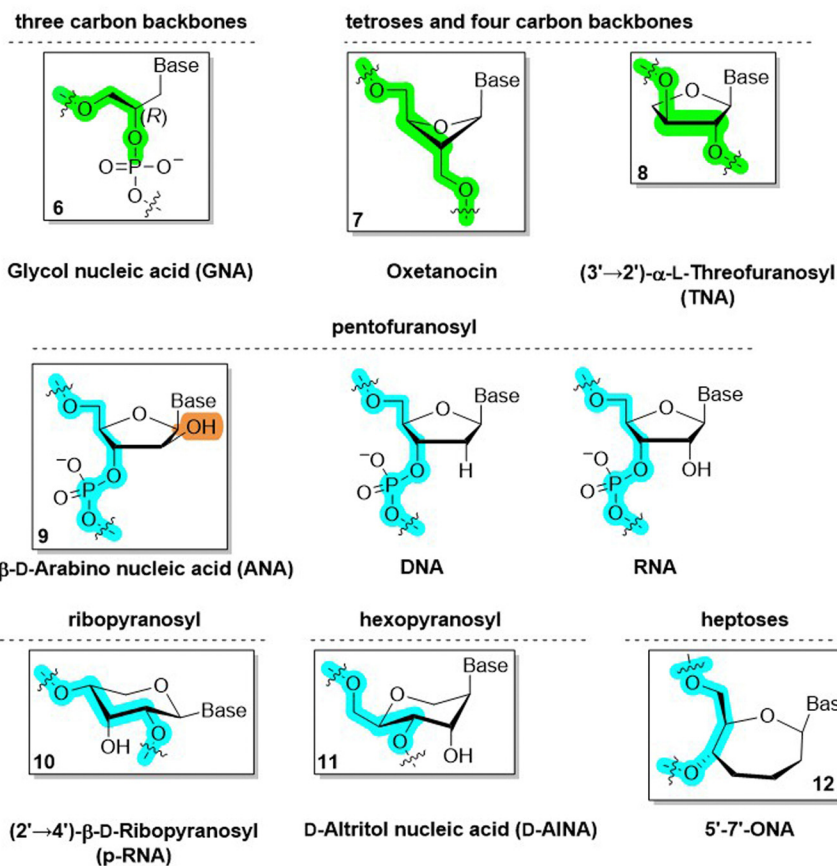 three carbon backbones
tetroses and four carbon backbones
Base
O
(R)
O
O=P-O⁻
O
6
Base
O
O
O
7
Base
O
O
O
8
Glycol nucleic acid (GNA)
Oxetanocin
(3'→2')-α-L-Threofuranosyl
(TNA)
pentofuranosyl
Base
O
O
OH
⁻O
O
P
O
O
9
Base
O
O
⁻O
O
H
P
O
O
Base
O
O
⁻O
O
OH
P
O
O
β-D-Arabino nucleic acid (ANA)
DNA
RNA
ribopyranosyl
hexopyranosyl
heptoses
O
O
Base
O
OH
10
Base
O
O
O
OH
11
O
O
Bas
O
12
(2'→4')-β-D-Ribopyranosyl
(p-RNA)
D-Altritol nucleic acid (D-AlNA)
5'-7'-ONA